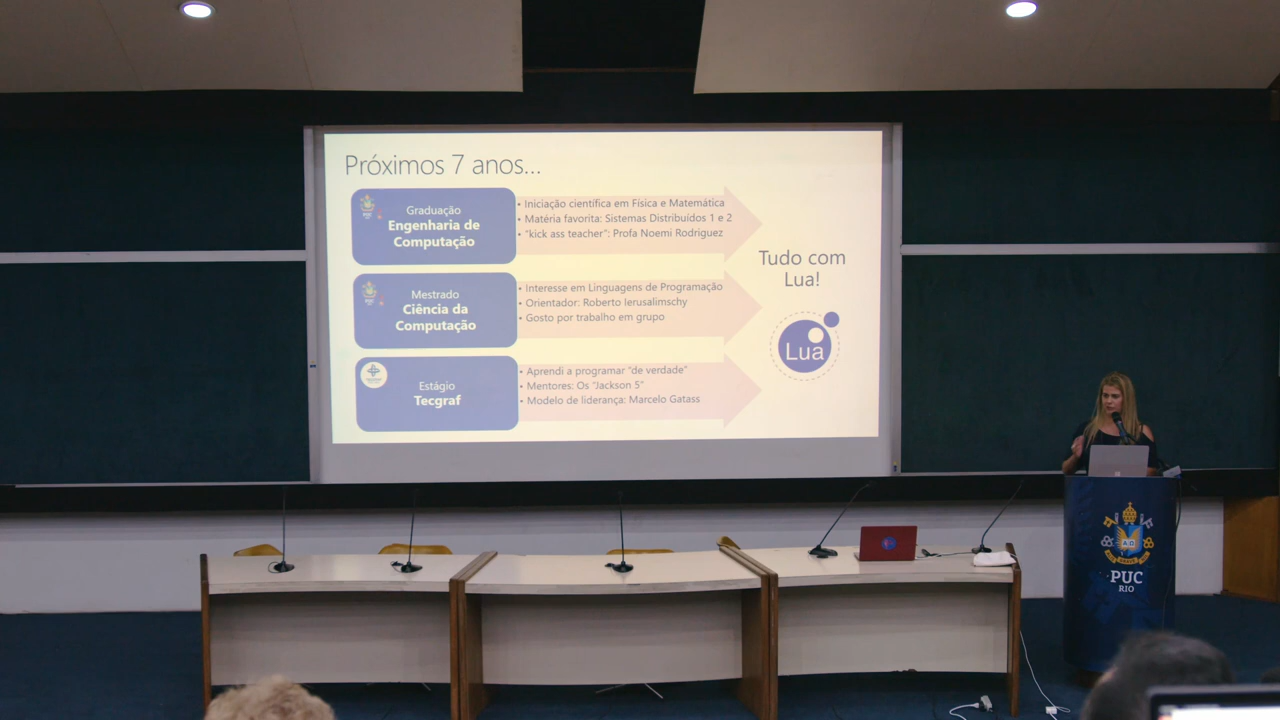 Próximos 7 anos...
Graduação
Engenharia de
Computação
• Iniciação científica em Física e Matemática
• Matéria favorita: Sistemas Distribuídos 1 e 2
• "kick ass teacher": Profa Noemi Rodriguez
Mestrado
Ciência da
Computação
• Interesse em Linguagens de Programação
• Orientador: Roberto Ierusalimschy
• Gosto por trabalho em grupo
Estágio
Tecgraf
• Aprendi a programar "de verdade"
• Mentores: Os "Jackson 5"
• Modelo de liderança: Marcelo Gatass
Tudo com
Lua!
Lua
PUC
RIO